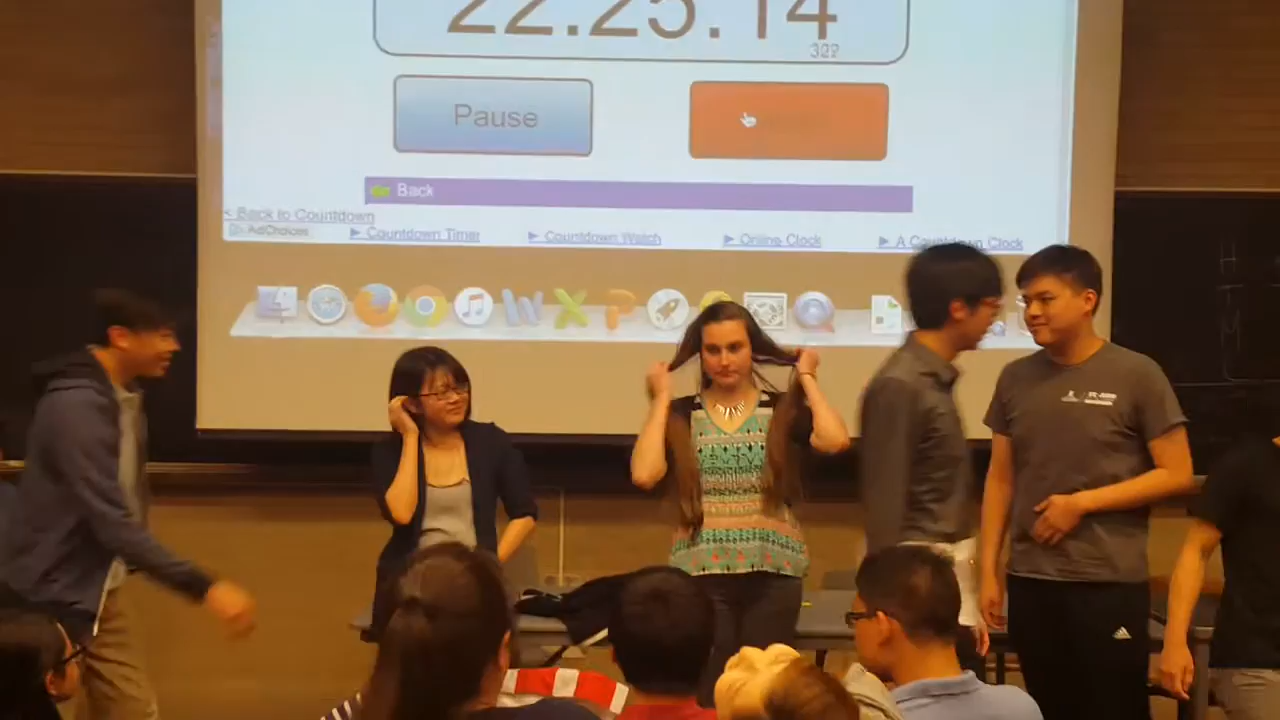 22.25.14
Pause
Back
< Back to Countdown
AdChoices
▶ Countdown Timer ▶ Countdown Watch ▶ Online Clock ▶ A Countdown Clock